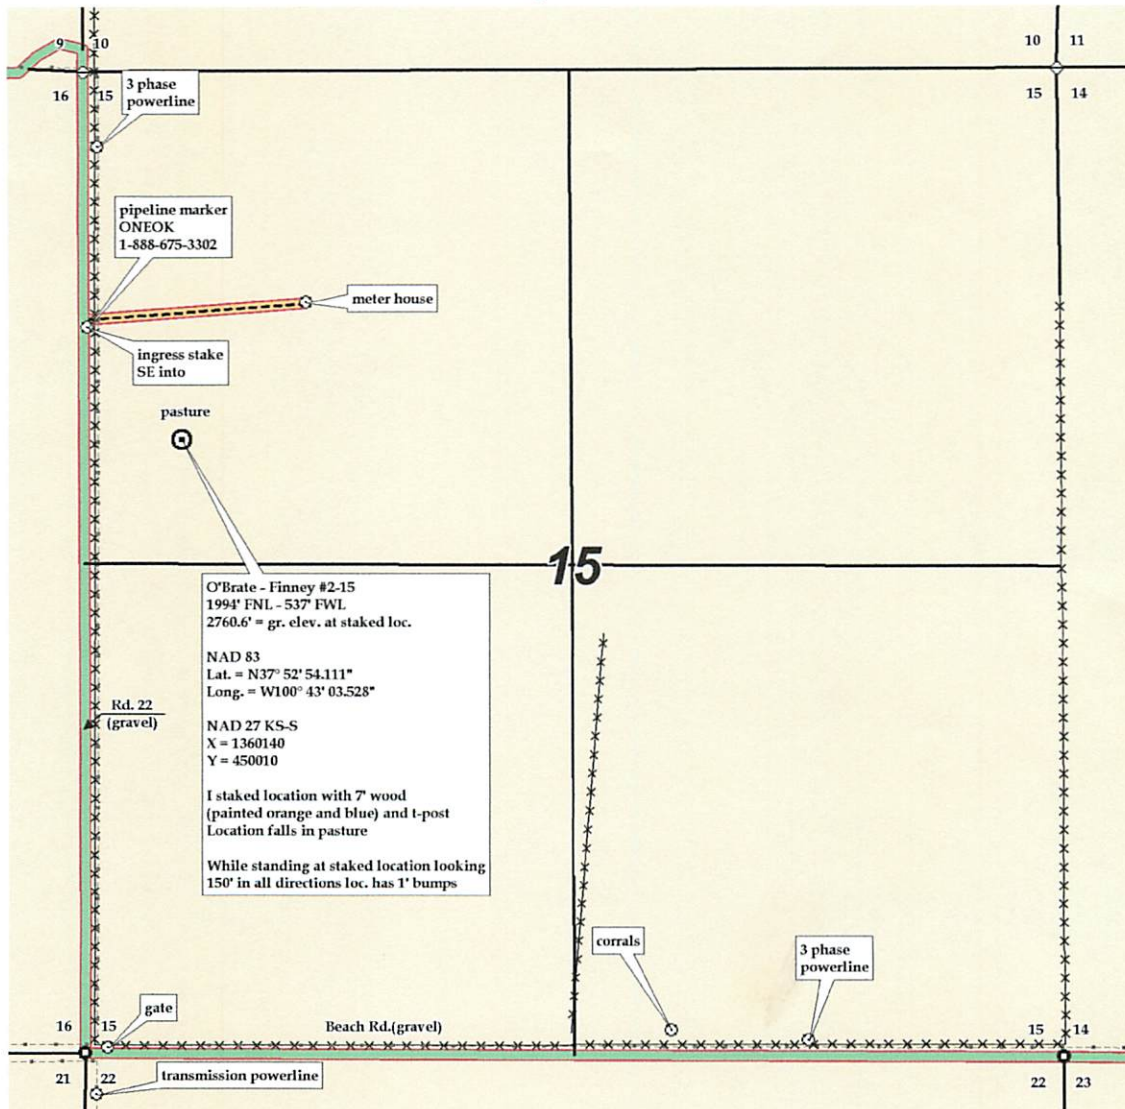 9 10
10 11
16 15
15 14
3 phase
powerline
pipeline marker
ONEOK
1-888-675-3302
meter house
ingress stake
SE into
pasture
15
O'Brate - Finney #2-15
1994' FNL - 537' FWL
2760.6' = gr. elev. at staked loc.
NAD 83
Lat. = N37° 52' 54.111"
Long. = W100° 43' 03.528"
NAD 27 KS-S
X = 1360140
Y = 450010
I staked location with 7' wood
(painted orange and blue) and t-post
Location falls in pasture
While standing at staked location looking
150' in all directions loc. has 1' bumps
Rd. 22
(gravel)
corrals
3 phase
powerline
gate
16 15
Beach Rd.(gravel)
15 14
21 22
transmission powerline
22 23